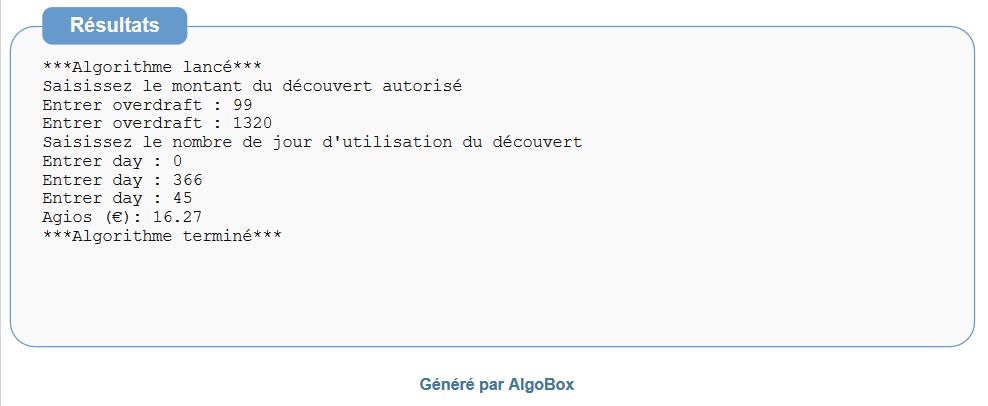 Résultats
***Algorithme lancé***
Saisissez le montant du découvert autorisé
Entrer overdraft : 99
Entrer overdraft : 1320
Saisissez le nombre de jour d'utilisation du découvert
Entrer day : 0
Entrer day : 366
Entrer day : 45
Agios (€): 16.27
***Algorithme terminé***
Généré par AlgoBox